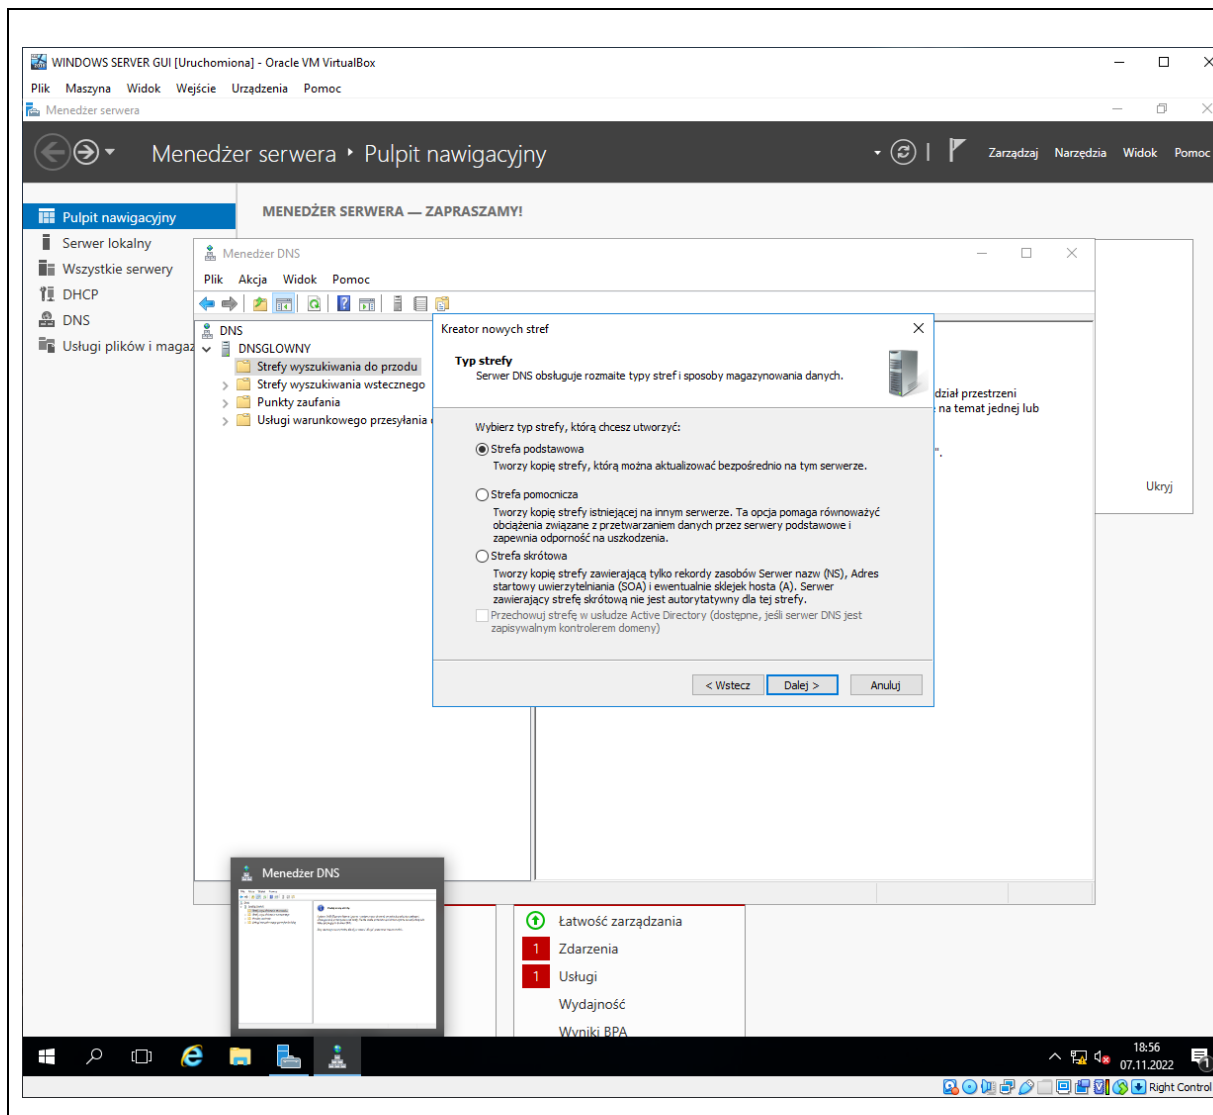 WINDOWS SERVER GUI [Uruchomiona] - Oracle VM VirtualBox
Plik Maszyna Widok Wejście Urządzenia Pomoc
Menedżer serwera
Menedżer serwera ‣ Pulpit nawigacyjny
Zarządzaj Narzędzia Widok Pomoc
Pulpit nawigacyjny
Serwer lokalny
Wszystkie serwery
DHCP
DNS
Usługi plików i magaz
MENEDŻER SERWERA — ZAPRASZAMY!
Ukryj
Menedżer DNS
Plik Akcja Widok Pomoc
DNS
DNSGLOWNY
Strefy wyszukiwania do przodu
Strefy wyszukiwania wstecznego
Punkty zaufania
Usługi warunkowego przesyłania
dział przestrzeni
na temat jednej lub
".
Kreator nowych stref
Typ strefy
Serwer DNS obsługuje rozmaite typy stref i sposoby magazynowania danych.
Wybierz typ strefy, którą chcesz utworzyć:
Strefa podstawowa
Tworzy kopię strefy, którą można aktualizować bezpośrednio na tym serwerze.
Strefa pomocnicza
Tworzy kopię strefy istniejącej na innym serwerze. Ta opcja pomaga równoważyć
obciążenia związane z przetwarzaniem danych przez serwery podstawowe i
zapewnia odporność na uszkodzenia.
Strefa skrótowa
Tworzy kopię strefy zawierającą tylko rekordy zasobów Serwer nazw (NS), Adres
startowy uwierzytelniania (SOA) i ewentualnie sklejek hosta (A). Serwer
zawierający strefę skrótową nie jest autorytatywny dla tej strefy.
Przechowuj strefę w usłudze Active Directory (dostępne, jeśli serwer DNS jest
zapisywalnym kontrolerem domeny)
< Wstecz Dalej > Anuluj
Menedżer DNS
Łatwość zarządzania
1 Zdarzenia
1 Usługi
Wydajność
Wyniki BPA
18:56
07.11.2022
1
Right Control